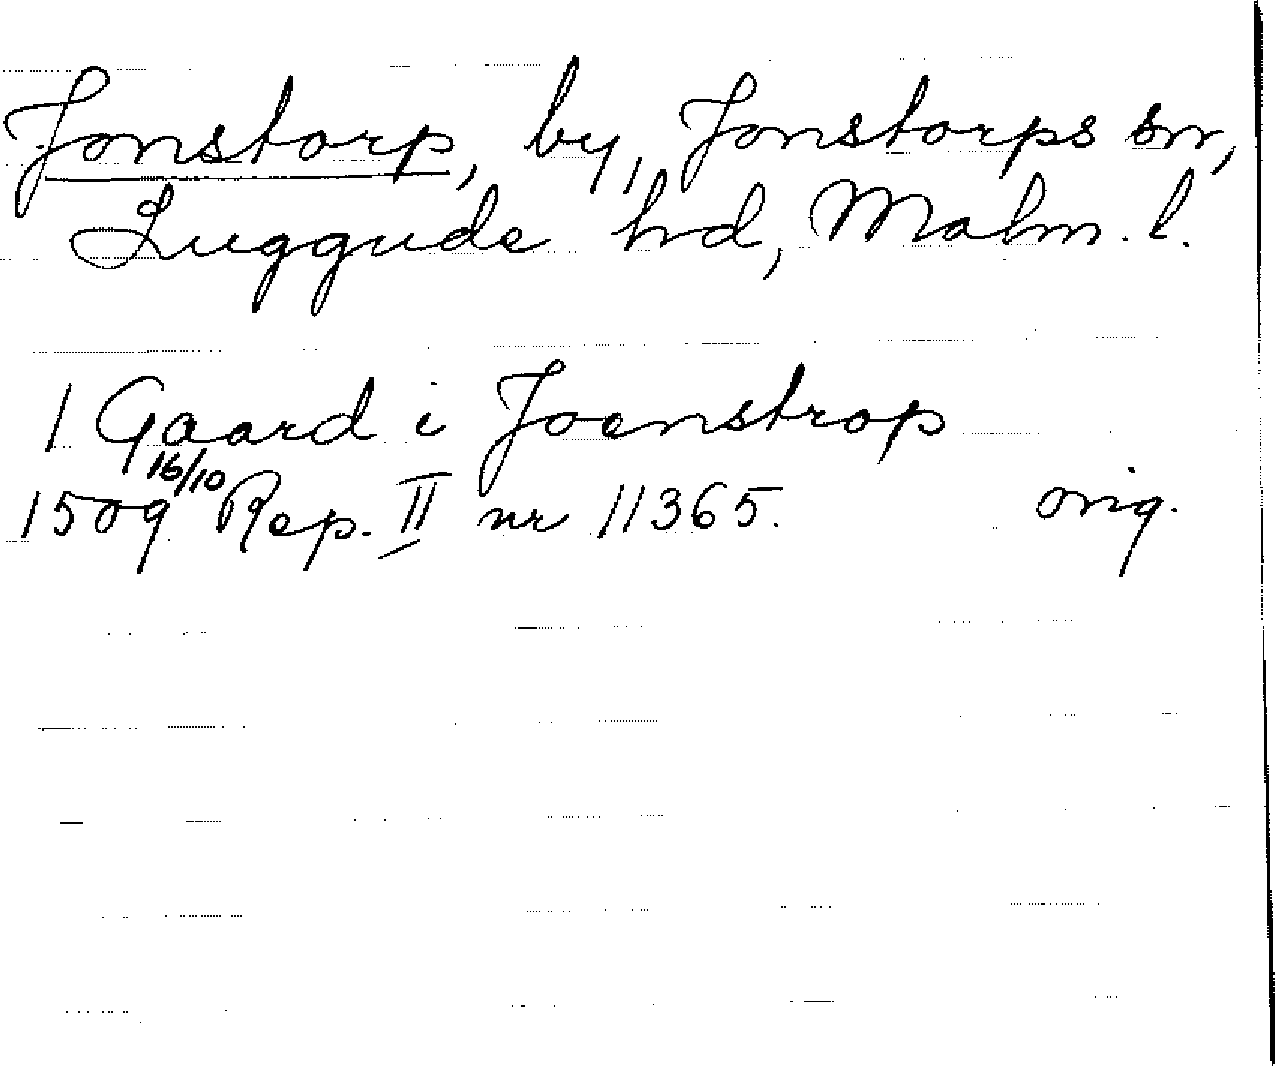 Jonstorp, by, Jonstorps sn,
Luggude hd, Malm. l.
1 Gaard i Joenstrop
1509 16/10 Rep. II nr 11365. orig.